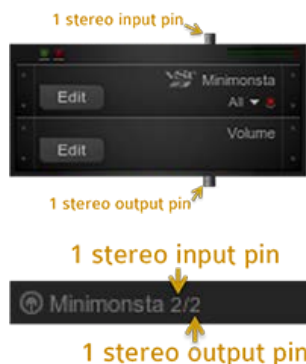 1 stereo input pin
VST Minimonsta
Edit
All
Volume
Edit
1 stereo output pin
1 stereo input pin
Minimonsta 2/2
1 stereo output pin